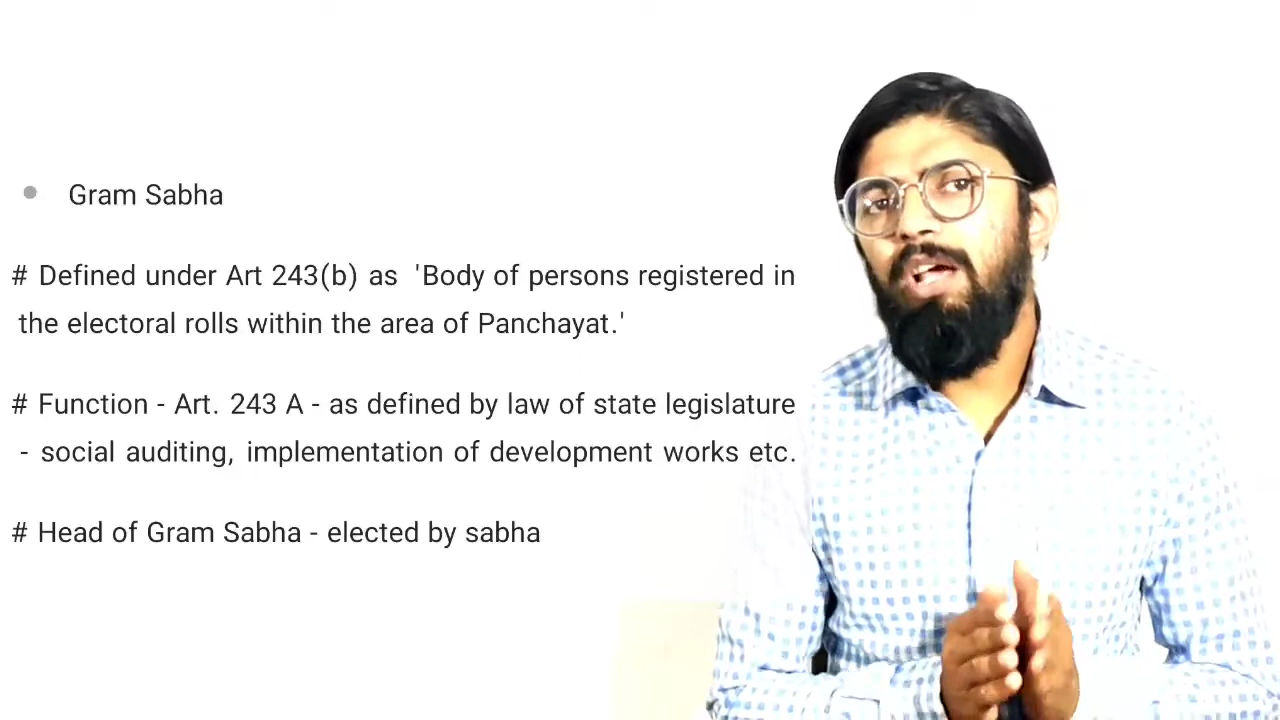 Gram Sabha
# Defined under Art 243(b) as 'Body of persons registered in
the electoral rolls within the area of Panchayat.'
# Function - Art. 243 A - as defined by law of state legislature
- social auditing, implementation of development works etc.
# Head of Gram Sabha - elected by sabha